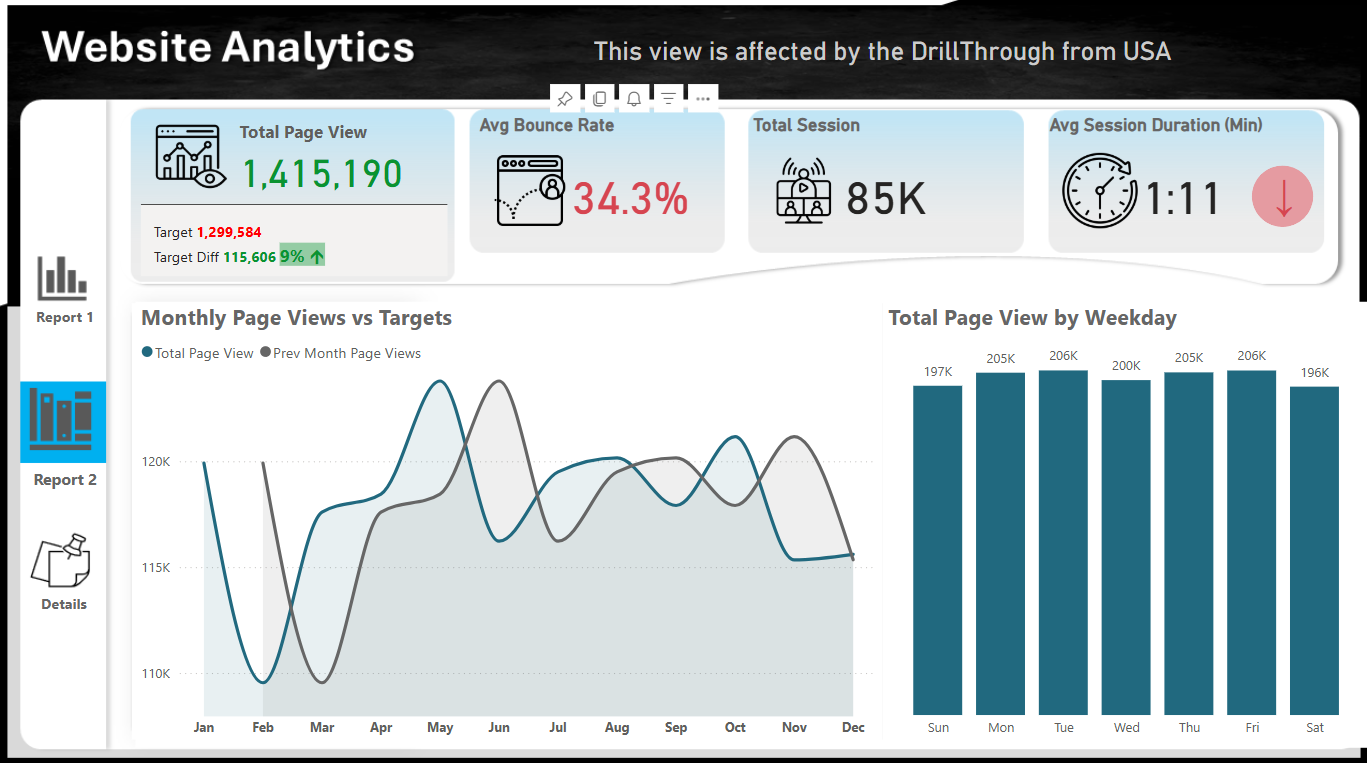 Website Analytics
This view is affected by the DrillThrough from USA
Total Page View
1,415,190
Target 1,299,584
Target Diff 115,606 9% ↑
Avg Bounce Rate
34.3%
Total Session
85K
Avg Session Duration (Min)
1:11
↓
Report 1
Report 2
Details
Monthly Page Views vs Targets
Total Page View Prev Month Page Views
120K
115K
110K
Jan Feb Mar Apr May Jun Jul Aug Sep Oct Nov Dec
Total Page View by Weekday
197K 205K 206K 200K 205K 206K 196K
Sun Mon Tue Wed Thu Fri Sat